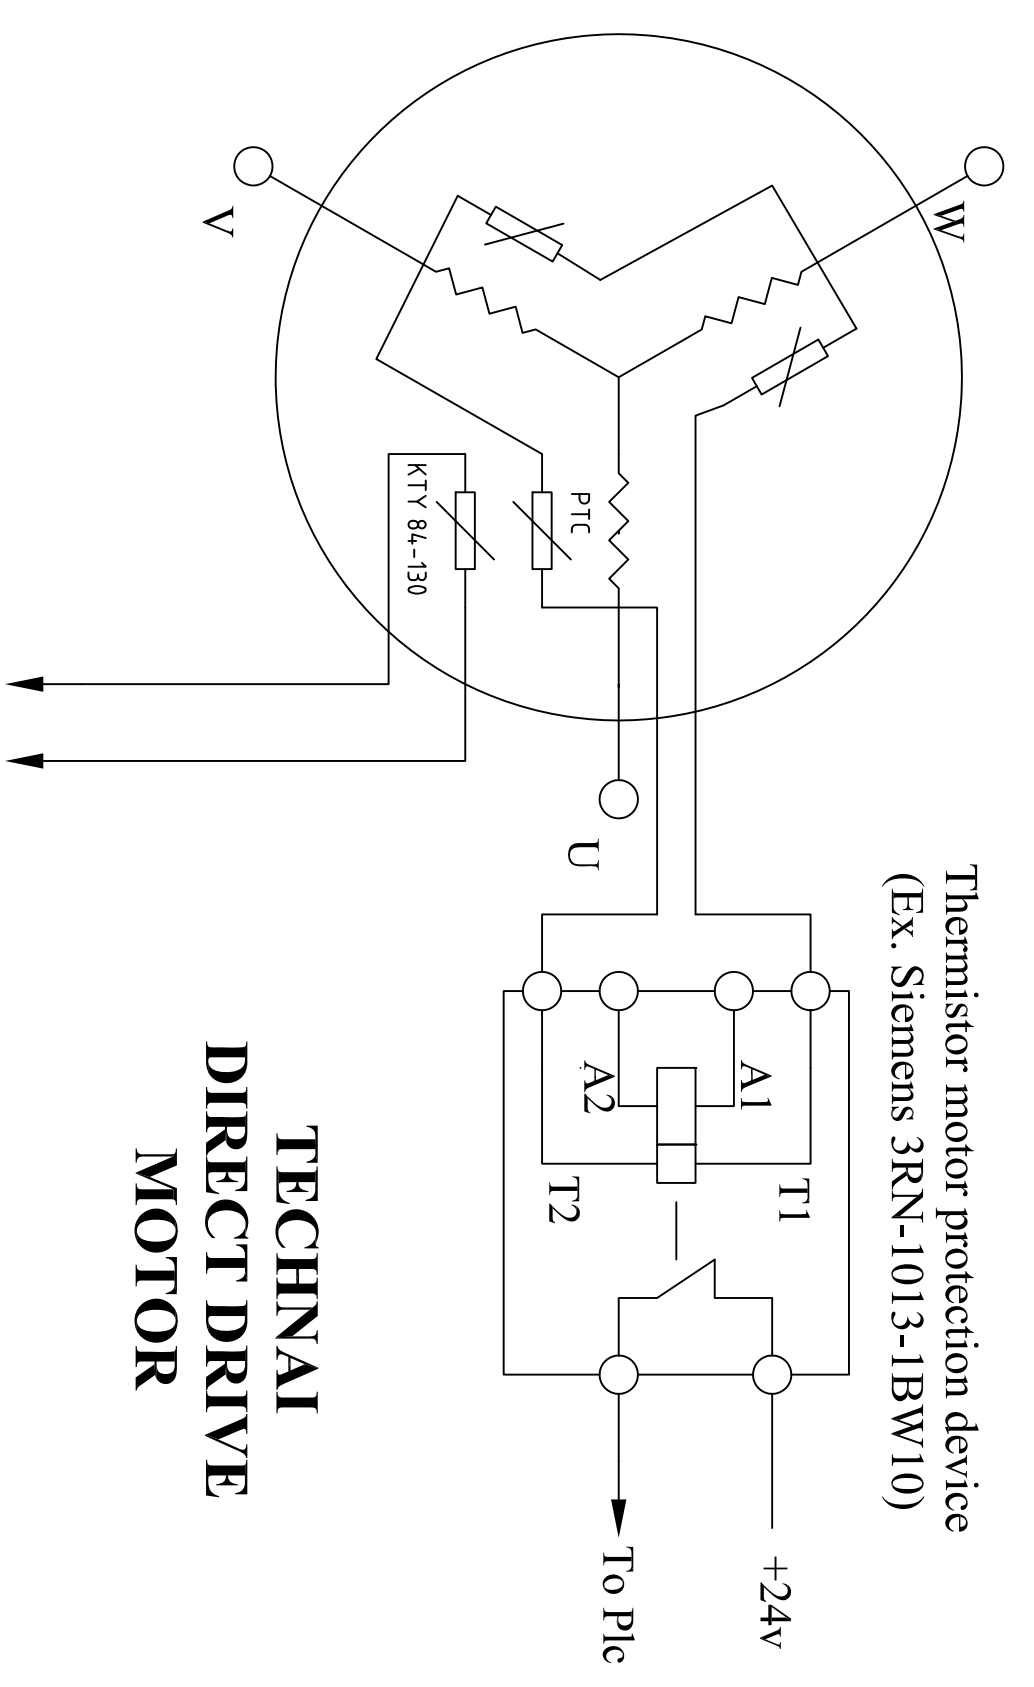 Thermistor motor protection device
(Ex. Siemens 3RN-1013-1BW10)
W
V
U
PTC
KTY 84-130
A1
A2
T1
T2
+24v
To Plc
TECHNAI
DIRECT DRIVE
MOTOR